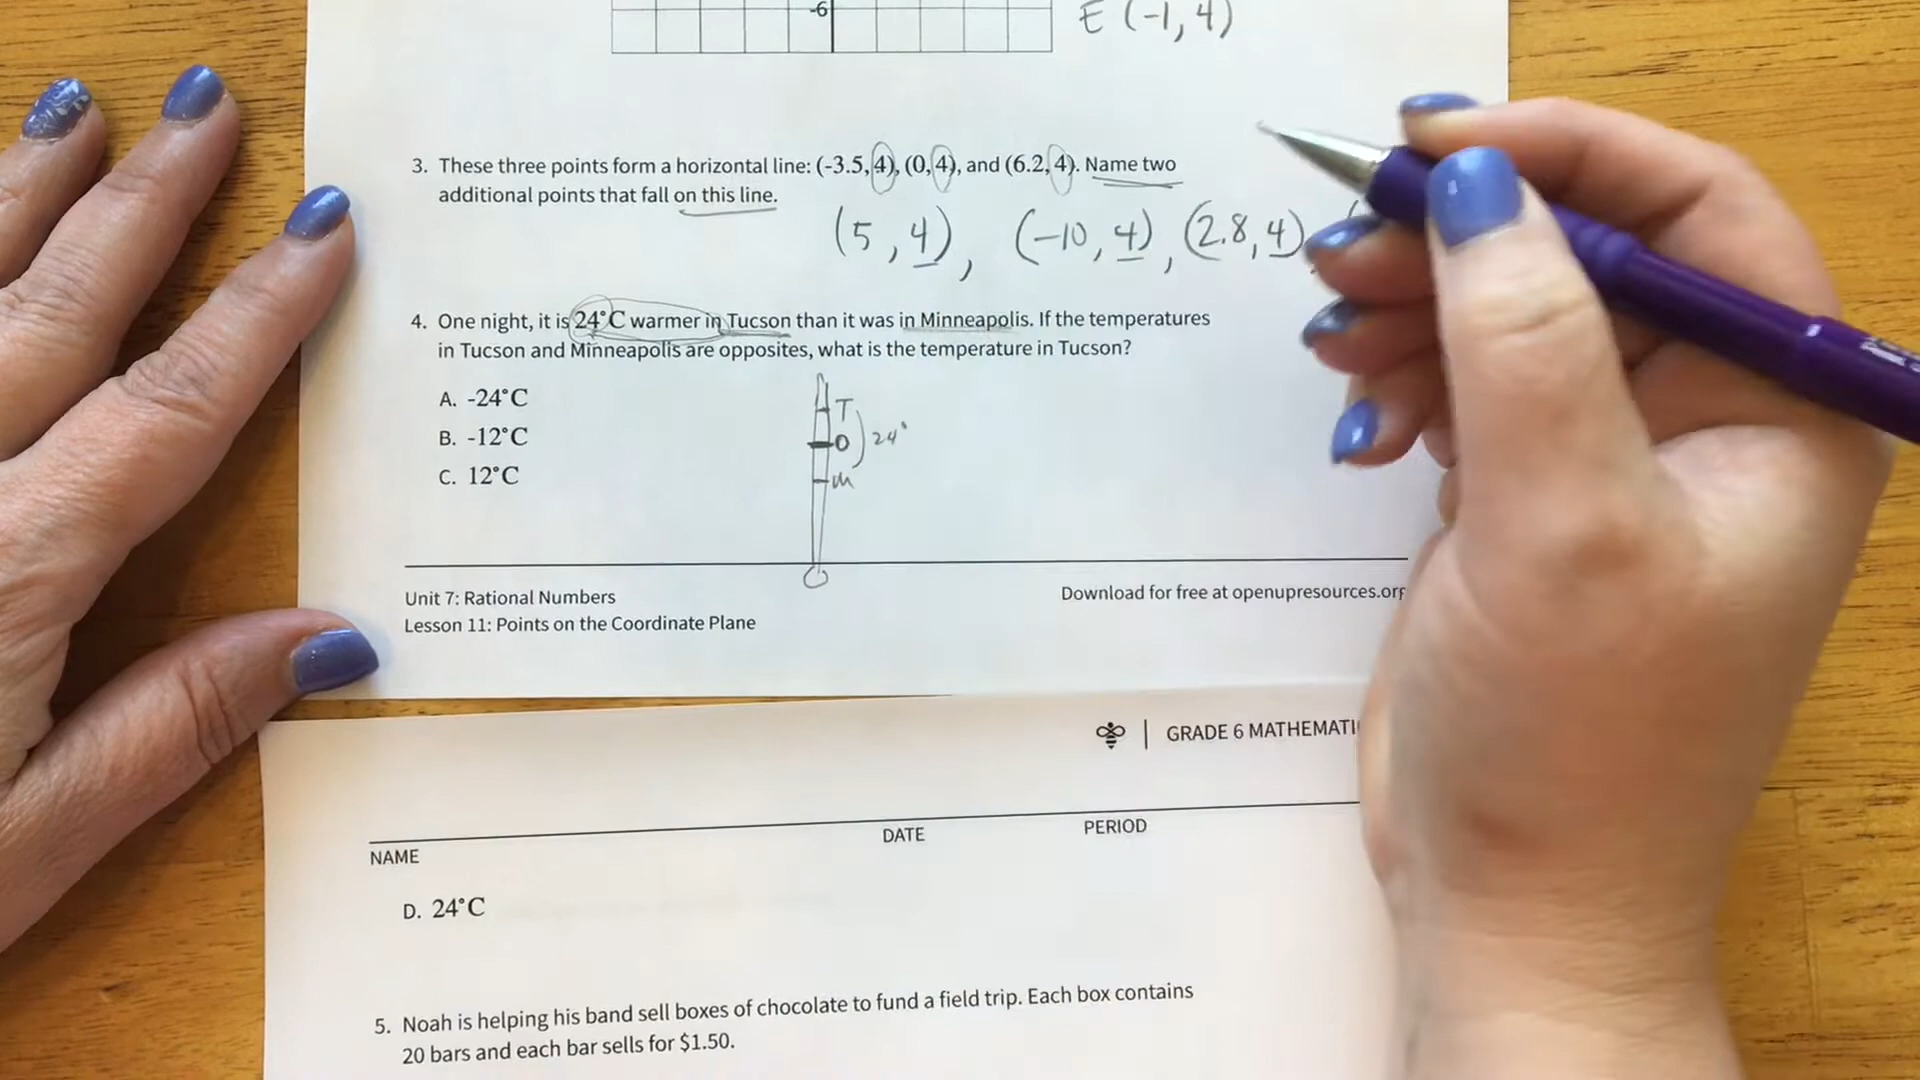 -6
E (-1, 4)
3. These three points form a horizontal line: (-3.5, 4), (0, 4), and (6.2, 4). Name two
additional points that fall on this line.
(5, 4), (-10, 4), (2.8, 4)
4. One night, it is 24°C warmer in Tucson than it was in Minneapolis. If the temperatures
in Tucson and Minneapolis are opposites, what is the temperature in Tucson?
A. -24°C
B. -12°C
C. 12°C
T
0
24°
m
Unit 7: Rational Numbers
Lesson 11: Points on the Coordinate Plane
Download for free at openupresources.org
GRADE 6 MATHEMATI
NAME
DATE
PERIOD
D. 24°C
5. Noah is helping his band sell boxes of chocolate to fund a field trip. Each box contains
20 bars and each bar sells for $1.50.